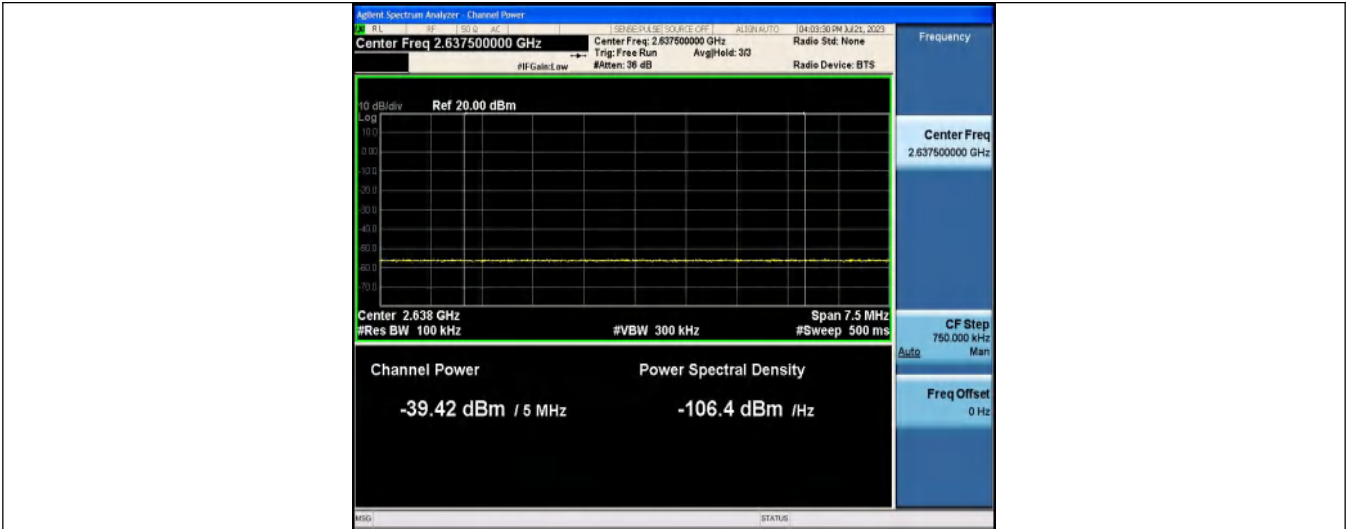 Agilent Spectrum Analyzer - Channel Power
RL RF 50 Ω AC SENSE:PULSE SOURCE OFF ALIGN AUTO 04:03:30 PM Jul 21, 2023
Center Freq 2.637500000 GHz
Center Freq: 2.637500000 GHz
Radio Std: None
Trig: Free Run Avg|Hold: 3/3
#IFGain:Low #Atten: 36 dB Radio Device: BTS
Frequency
10 dB/div Ref 20.00 dBm
Log
10.0
0.00
-10.0
-20.0
-30.0
-40.0
-50.0
-60.0
-70.0
Center 2.638 GHz Span 7.5 MHz
#Res BW 100 kHz #VBW 300 kHz #Sweep 500 ms
Channel Power Power Spectral Density
-39.42 dBm / 5 MHz -106.4 dBm /Hz
Center Freq
2.637500000 GHz
CF Step
750.000 kHz
Auto Man
Freq Offset
0 Hz
MSG STATUS